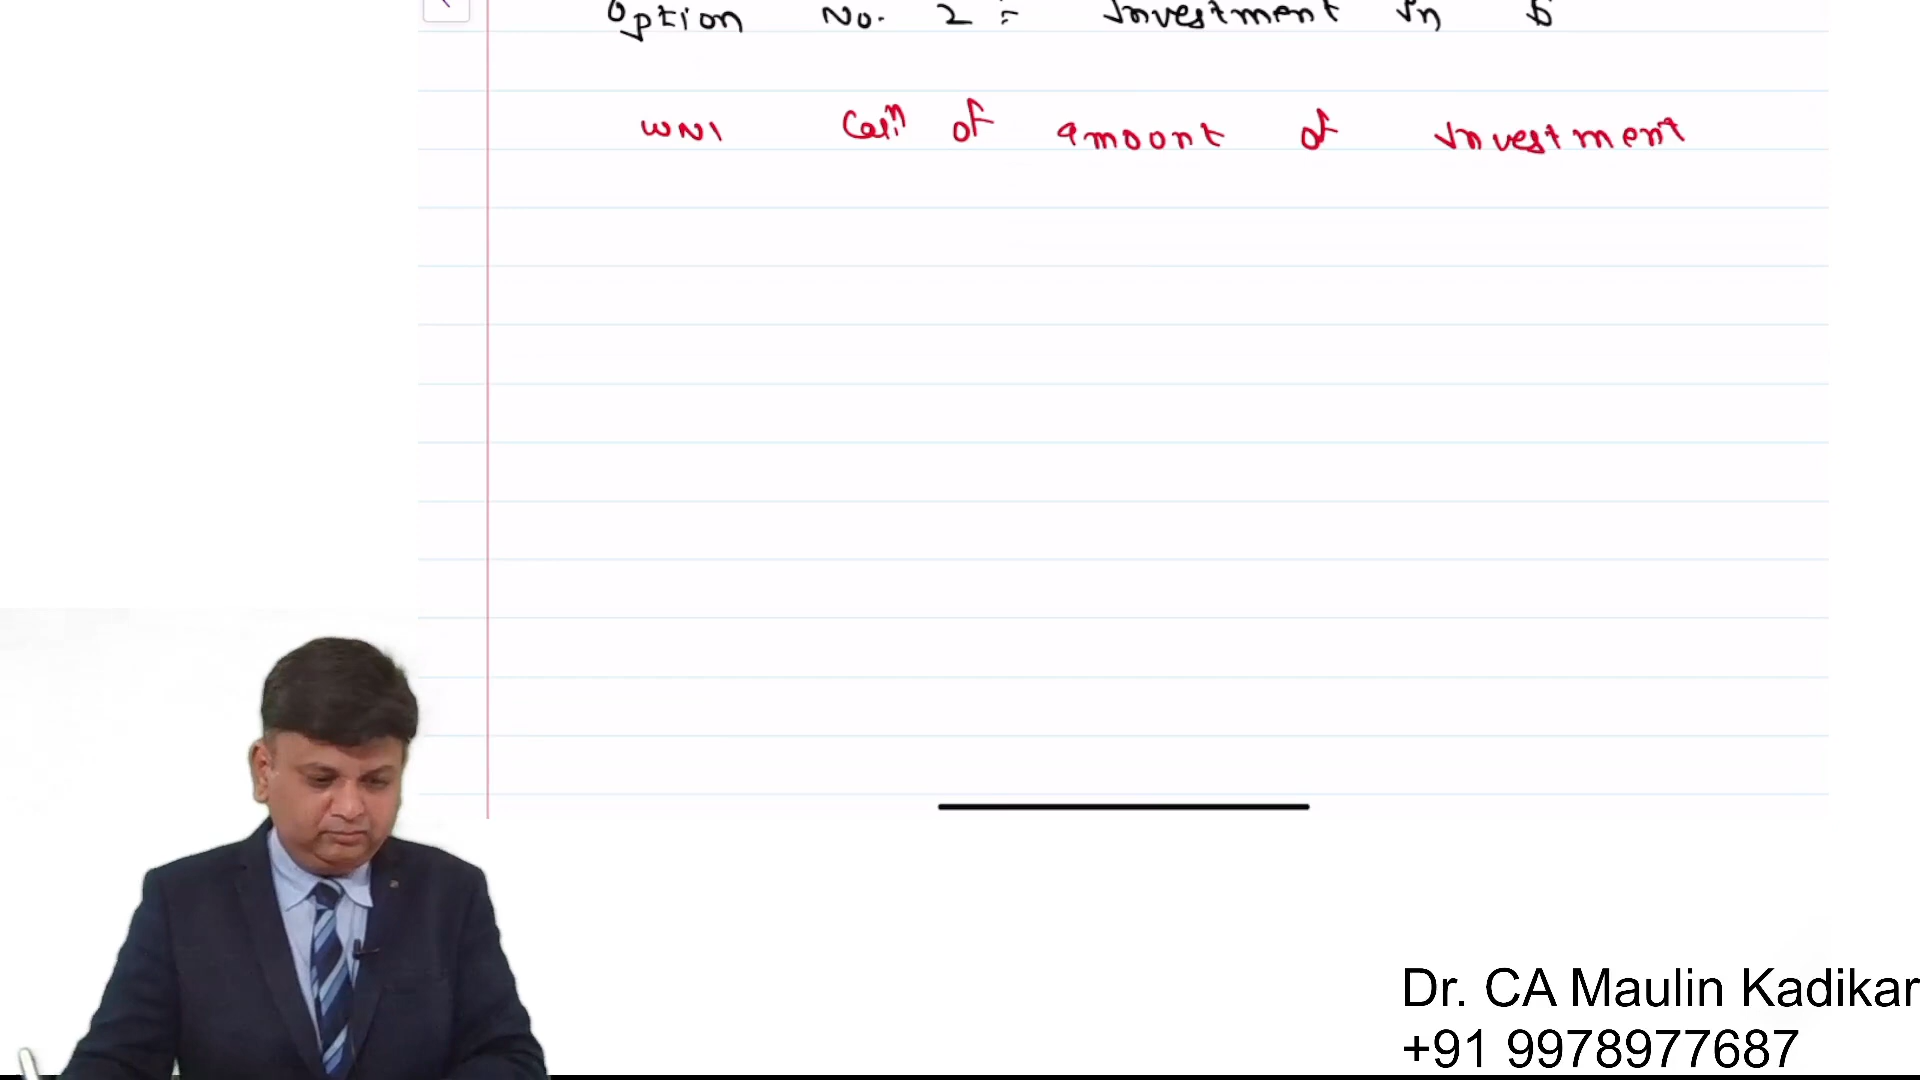 Option No. 2 = Investment in
WN1 Calⁿ of amount of Investment
Dr. CA Maulin Kadikar
+91 9978977687